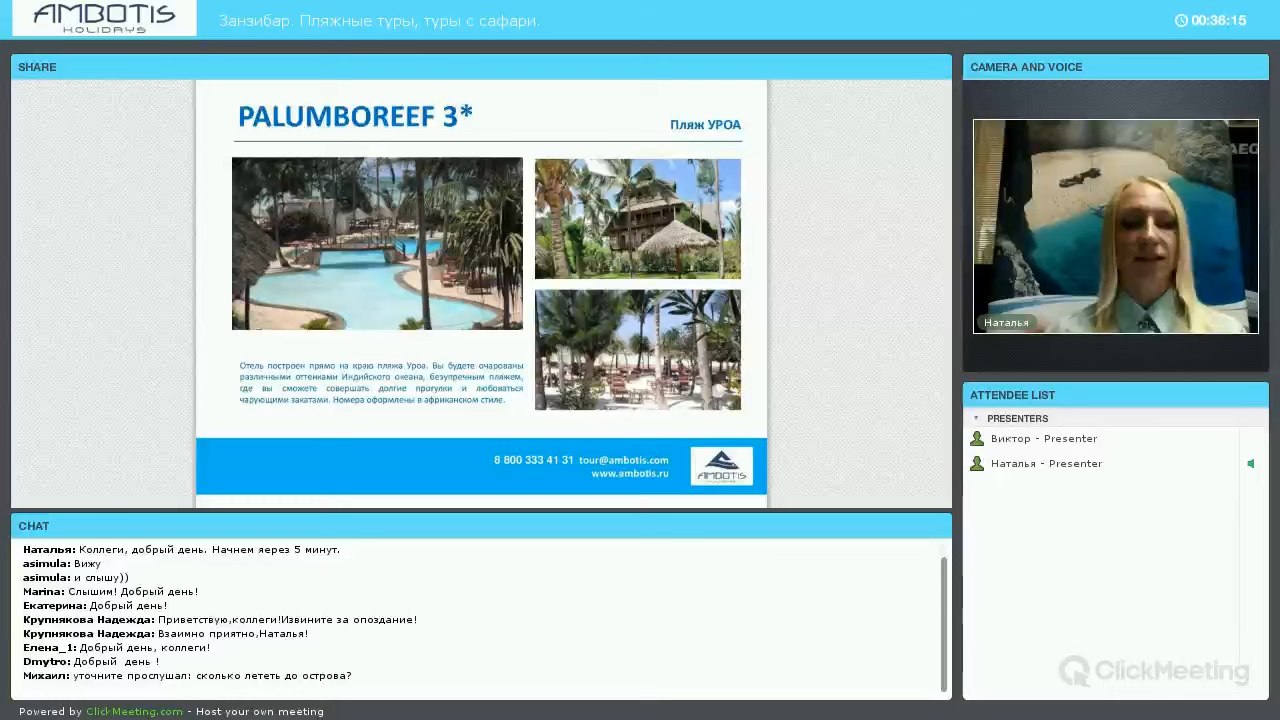 AMBOTIS
HOLIDAYS
Занзибар. Пляжные туры, туры с сафари.
00:36:15
SHARE
PALUMBOREEF 3*
Пляж УРОА
Отель построен прямо на краю пляжа Уроа. Вы будете очарованы
различными оттенками Индийского океана, безупречным пляжем,
где вы сможете совершать долгие прогулки и любоваться
чарующими закатами. Номера оформлены в африканском стиле.
8 800 333 41 31 tour@ambotis.com
www.ambotis.ru
AMBOTIS
CAMERA AND VOICE
AEG
Наталья
ATTENDEE LIST
PRESENTERS
Виктор - Presenter
Наталья - Presenter
CHAT
Наталья: Коллеги, добрый день. Начнем яерез 5 минут.
asimula: Вижу
asimula: и слышу))
Marina: Слышим! Добрый день!
Екатерина: Добрый день!
Крупнякова Надежда: Приветствую,коллеги!Извините за опоздание!
Крупнякова Надежда: Взаимно приятно,Наталья!
Елена_1: Добрый день, коллеги!
Dmytro: Добрый день !
Михаил: уточните прослушал: сколько лететь до острова?
ClickMeeting
Powered by ClickMeeting.com - Host your own meeting